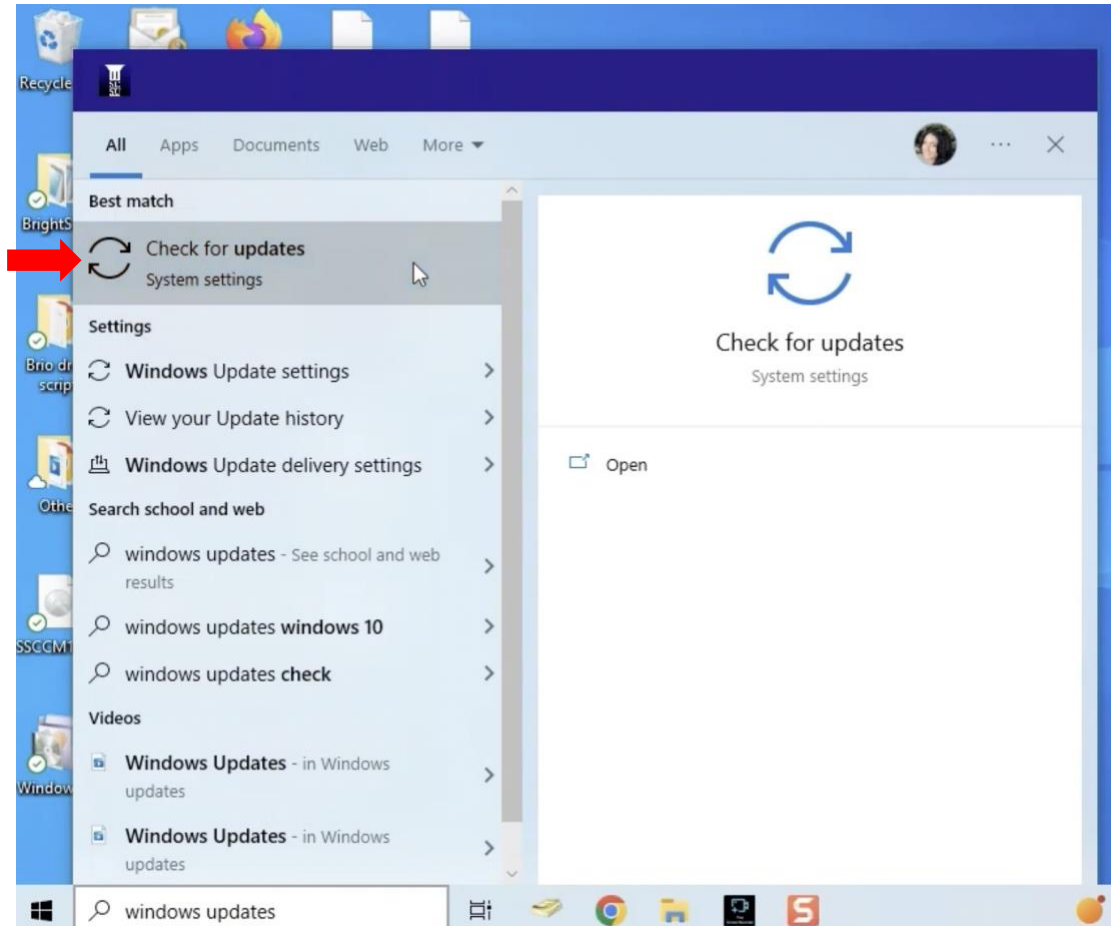 Recycle
All Apps Documents Web More
Best match
BrightS
Check for updates
System settings
Settings
Check for updates
System settings
Brio dr
scrip
Windows Update settings
View your Update history
Windows Update delivery settings
Open
Othe
Search school and web
windows updates - See school and web
results
windows updates windows 10
SSCCM1
windows updates check
Videos
Windows Updates - in Windows
updates
Window
Windows Updates - in Windows
updates
windows updates
S